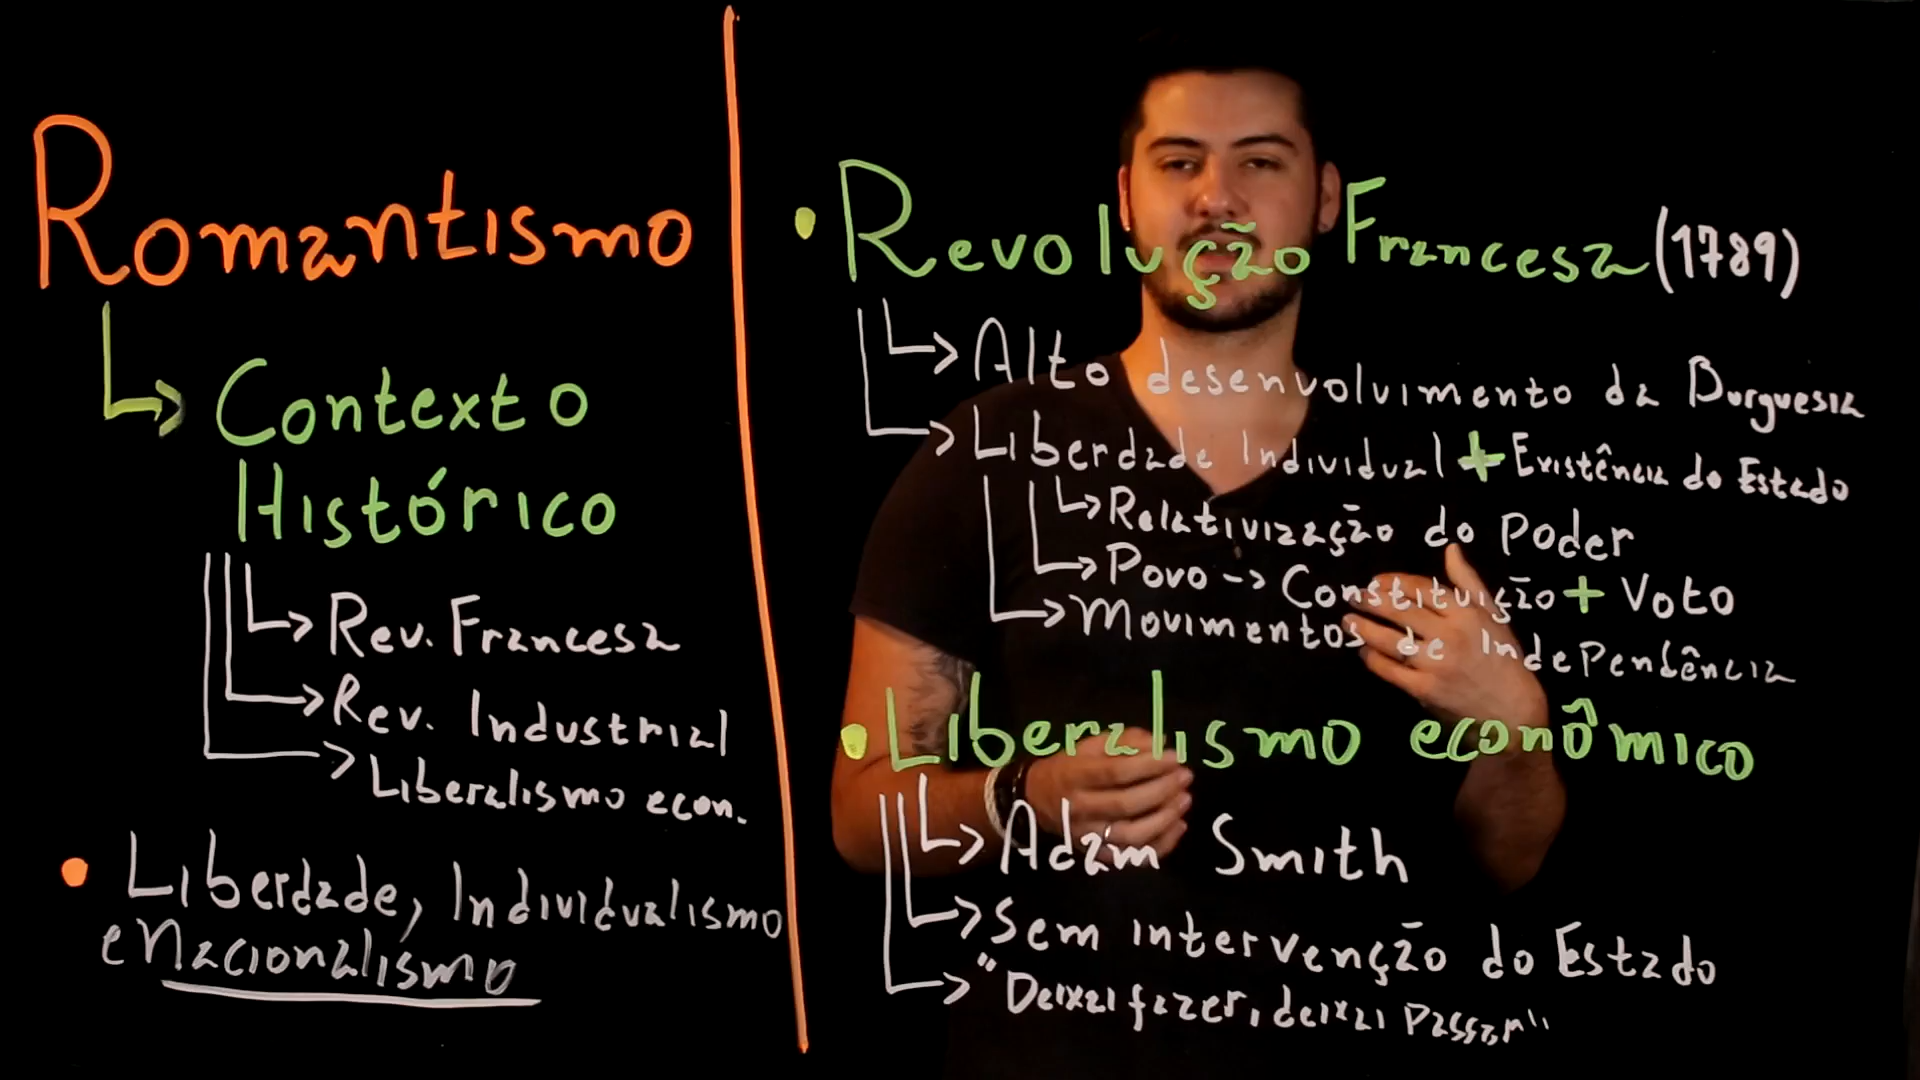 Romantismo
Contexto
Histórico
Rev. Francesa
Rev. Industrial
Liberalismo econ.
• Liberdade, Individualismo
e Nacionalismo
• Revolução Francesa (1789)
Alto desenvolvimento da Burguesia
Liberdade Individual + Existência do Estado
Relativização do Poder
Povo -> Constituição + Voto
Movimentos de Independência
• Liberalismo econômico
Adam Smith
Sem intervenção do Estado
"Deixai fazer, deixai passar"